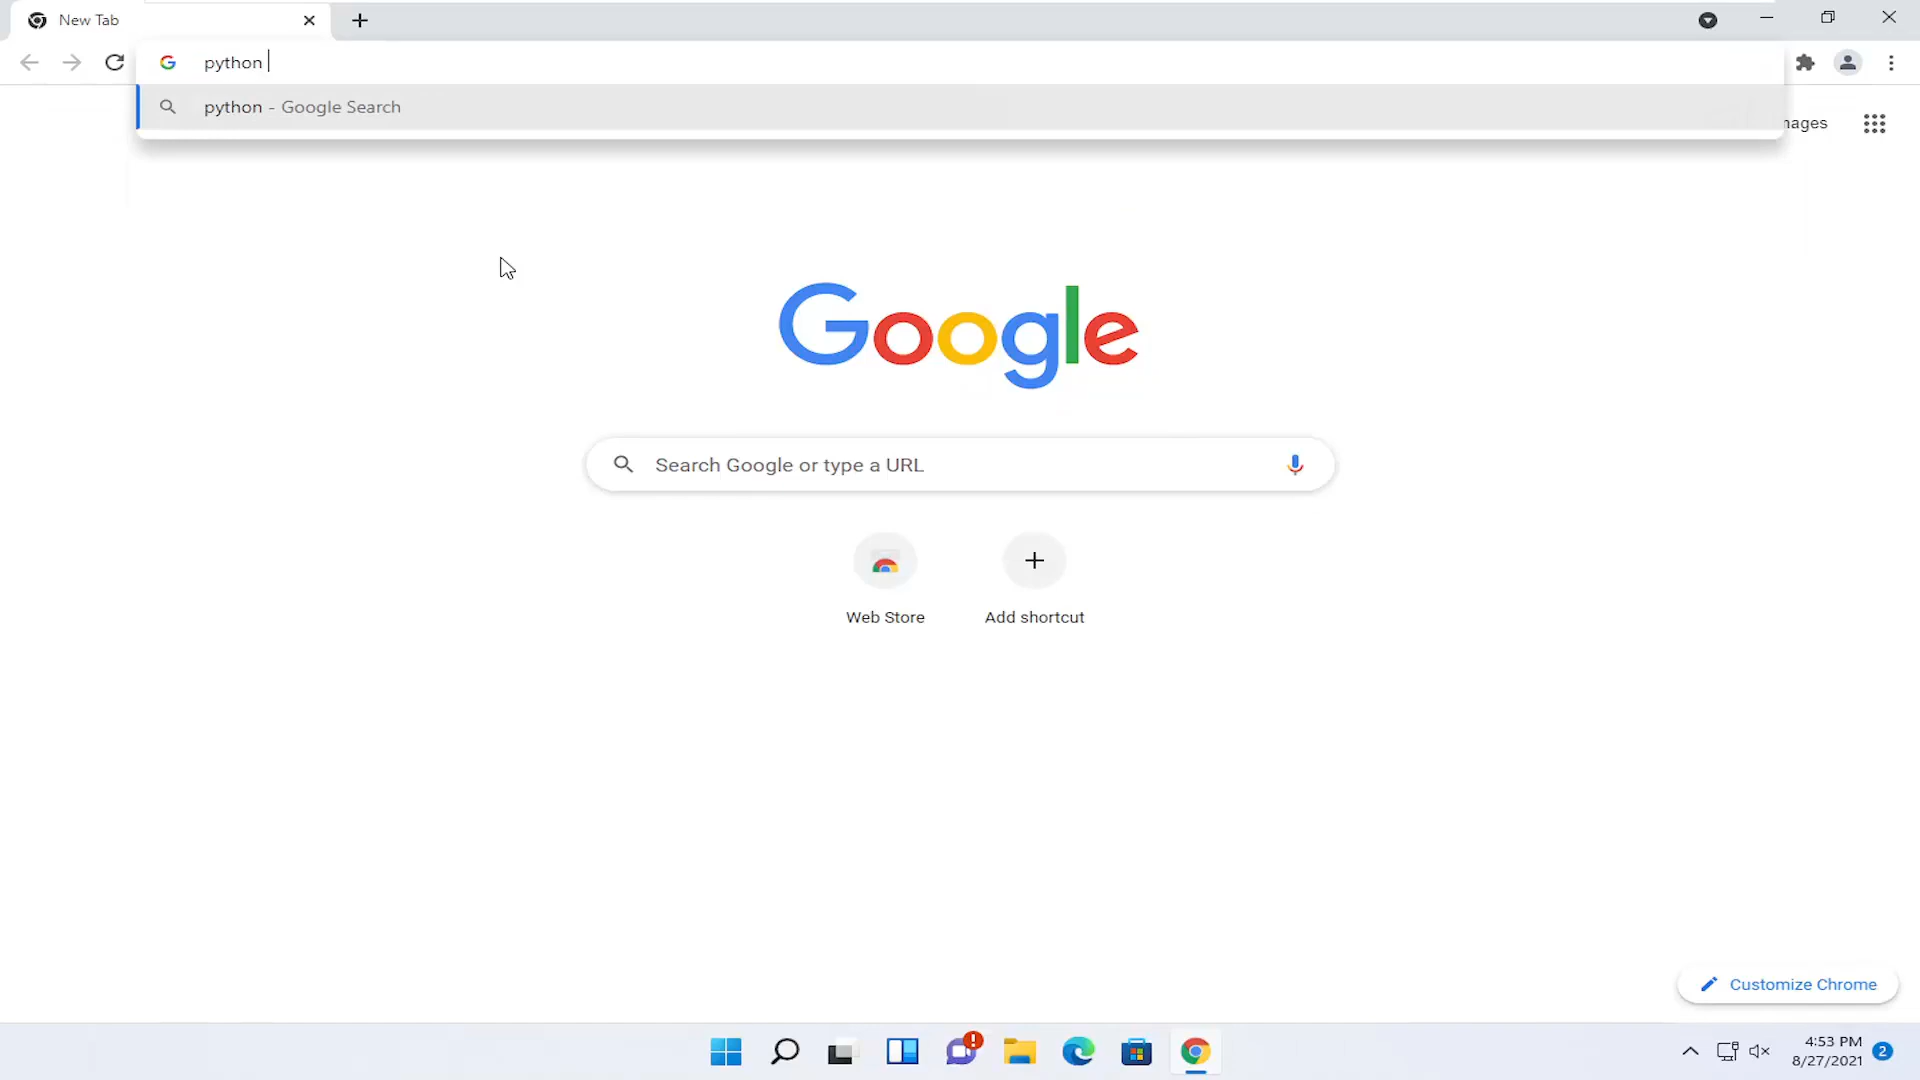 New Tab
python
python - Google Search
mages
Google
Search Google or type a URL
Web Store
Add shortcut
Customize Chrome
4:53 PM
8/27/2021
2